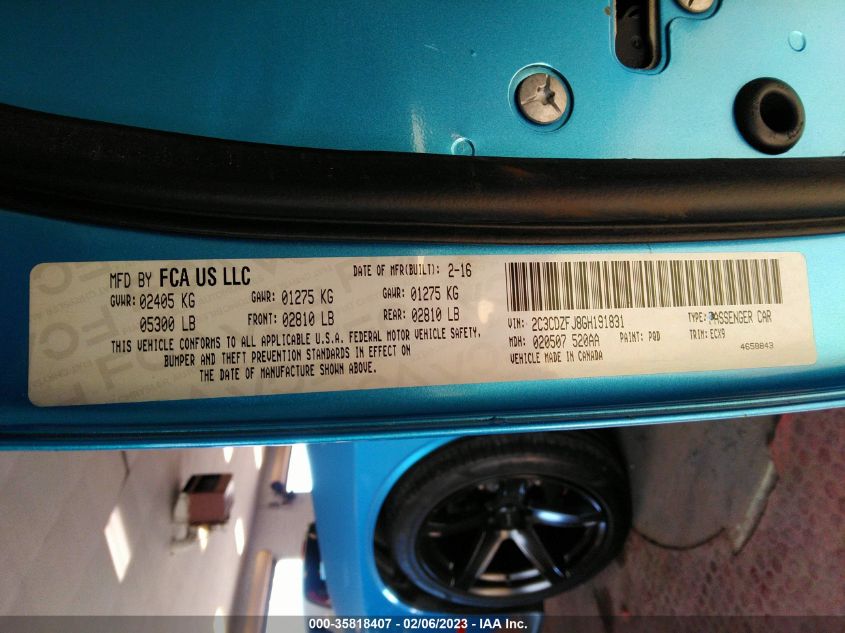 MFD BY FCA US LLC
DATE OF MFR(BUILT): 2-16
GVWR: 02405 KG GAWR: 01275 KG GAWR: 01275 KG
05300 LB FRONT: 02810 LB REAR: 02810 LB
THIS VEHICLE CONFORMS TO ALL APPLICABLE U.S.A. FEDERAL MOTOR VEHICLE SAFETY,
BUMPER AND THEFT PREVENTION STANDARDS IN EFFECT ON
THE DATE OF MANUFACTURE SHOWN ABOVE.
VIN: 2C3CDZFJ8GH191831 TYPE: PASSENGER CAR
MDH: 020507 520AA PAINT: PQD TRIM: ECX9
VEHICLE MADE IN CANADA 4658843
000-35818407 - 02/06/2023 - IAA Inc.